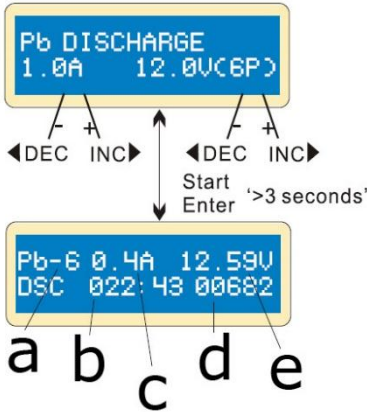 Pb DISCHARGE
1.0A 12.0V(6P)
- + - +
◀DEC INC▶ ◀DEC INC▶
Start
Enter '>3 seconds'
Pb-6 0.4A 12.59V
DSC 022:43 00682
a b c d e